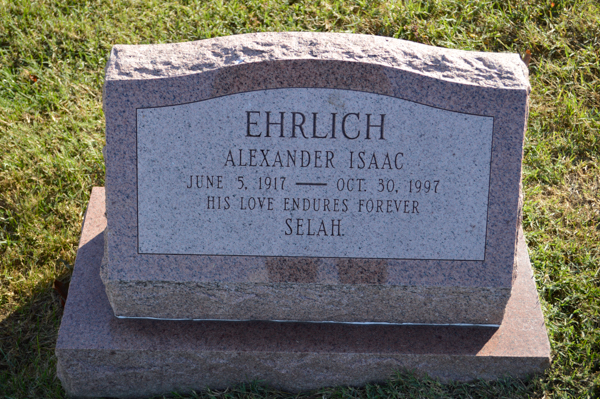 EHRLICH
ALEXANDER ISAAC
JUNE 5, 1917 — OCT. 30, 1997
HIS LOVE ENDURES FOREVER
SELAH.